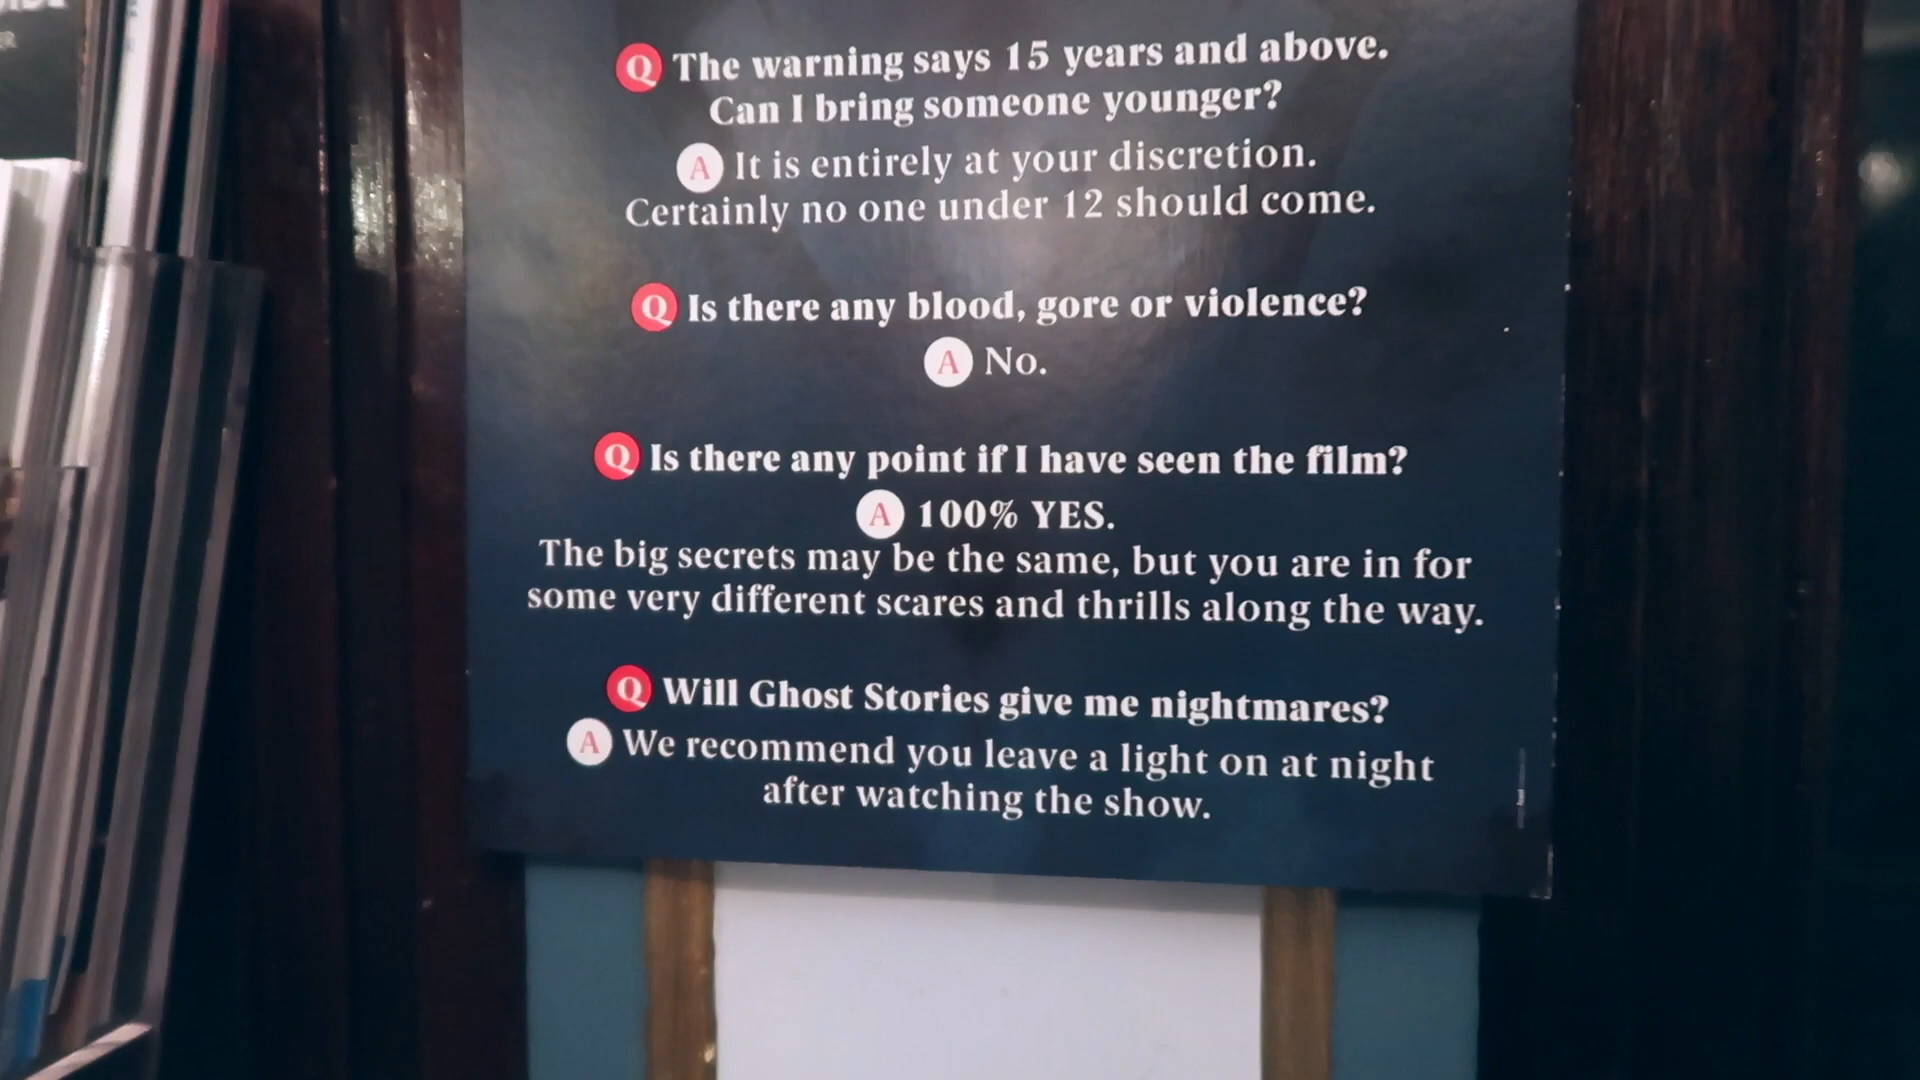 Q The warning says 15 years and above.
Can I bring someone younger?
A It is entirely at your discretion.
Certainly no one under 12 should come.
Q Is there any blood, gore or violence?
A No.
Q Is there any point if I have seen the film?
A 100% YES.
The big secrets may be the same, but you are in for
some very different scares and thrills along the way.
Q Will Ghost Stories give me nightmares?
A We recommend you leave a light on at night
after watching the show.